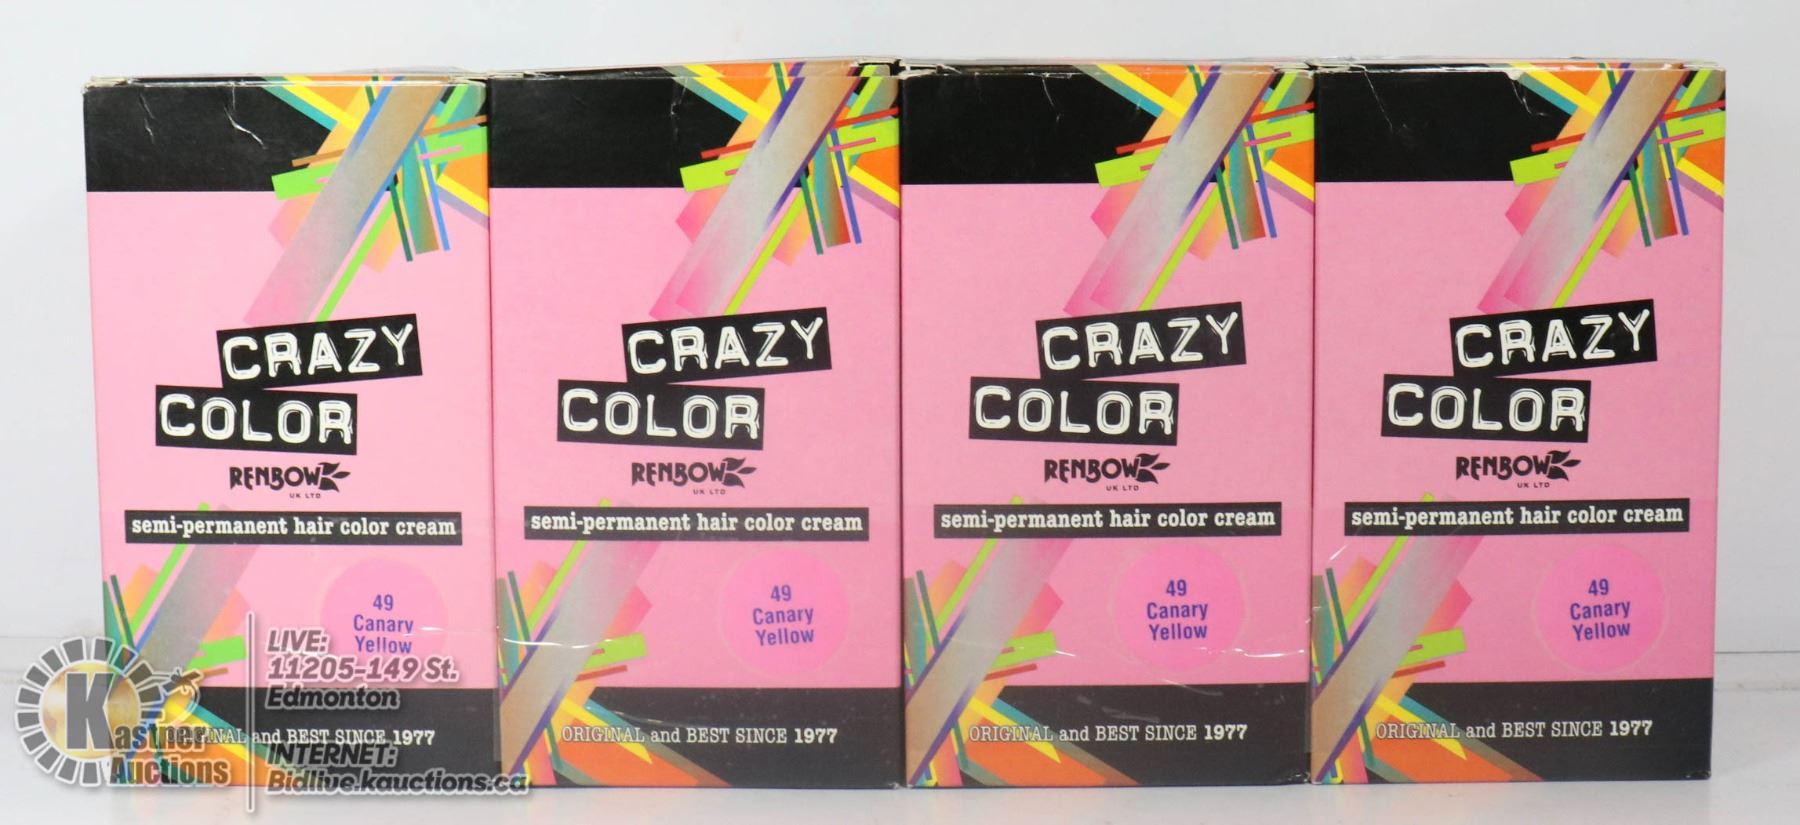 CRAZY
COLOR
RENBOW
UK LTD
semi-permanent hair color cream
49
Canary
Yellow
ORIGINAL and BEST SINCE 1977
CRAZY
COLOR
RENBOW
UK LTD
semi-permanent hair color cream
49
Canary
Yellow
ORIGINAL and BEST SINCE 1977
CRAZY
COLOR
RENBOW
UK LTD
semi-permanent hair color cream
49
Canary
Yellow
ORIGINAL and BEST SINCE 1977
CRAZY
COLOR
RENBOW
UK LTD
semi-permanent hair color cream
49
Canary
Yellow
ORIGINAL and BEST SINCE 1977
K
Kastner
Auctions
LIVE:
11205-149 St.
Edmonton
INTERNET:
Bidlive.kauctions.ca